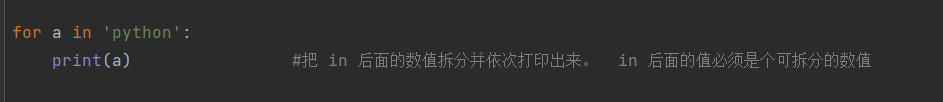 for a in 'python':
    print(a)                #把 in 后面的数值拆分并依次打印出来。  in 后面的值必须是个可拆分的数值